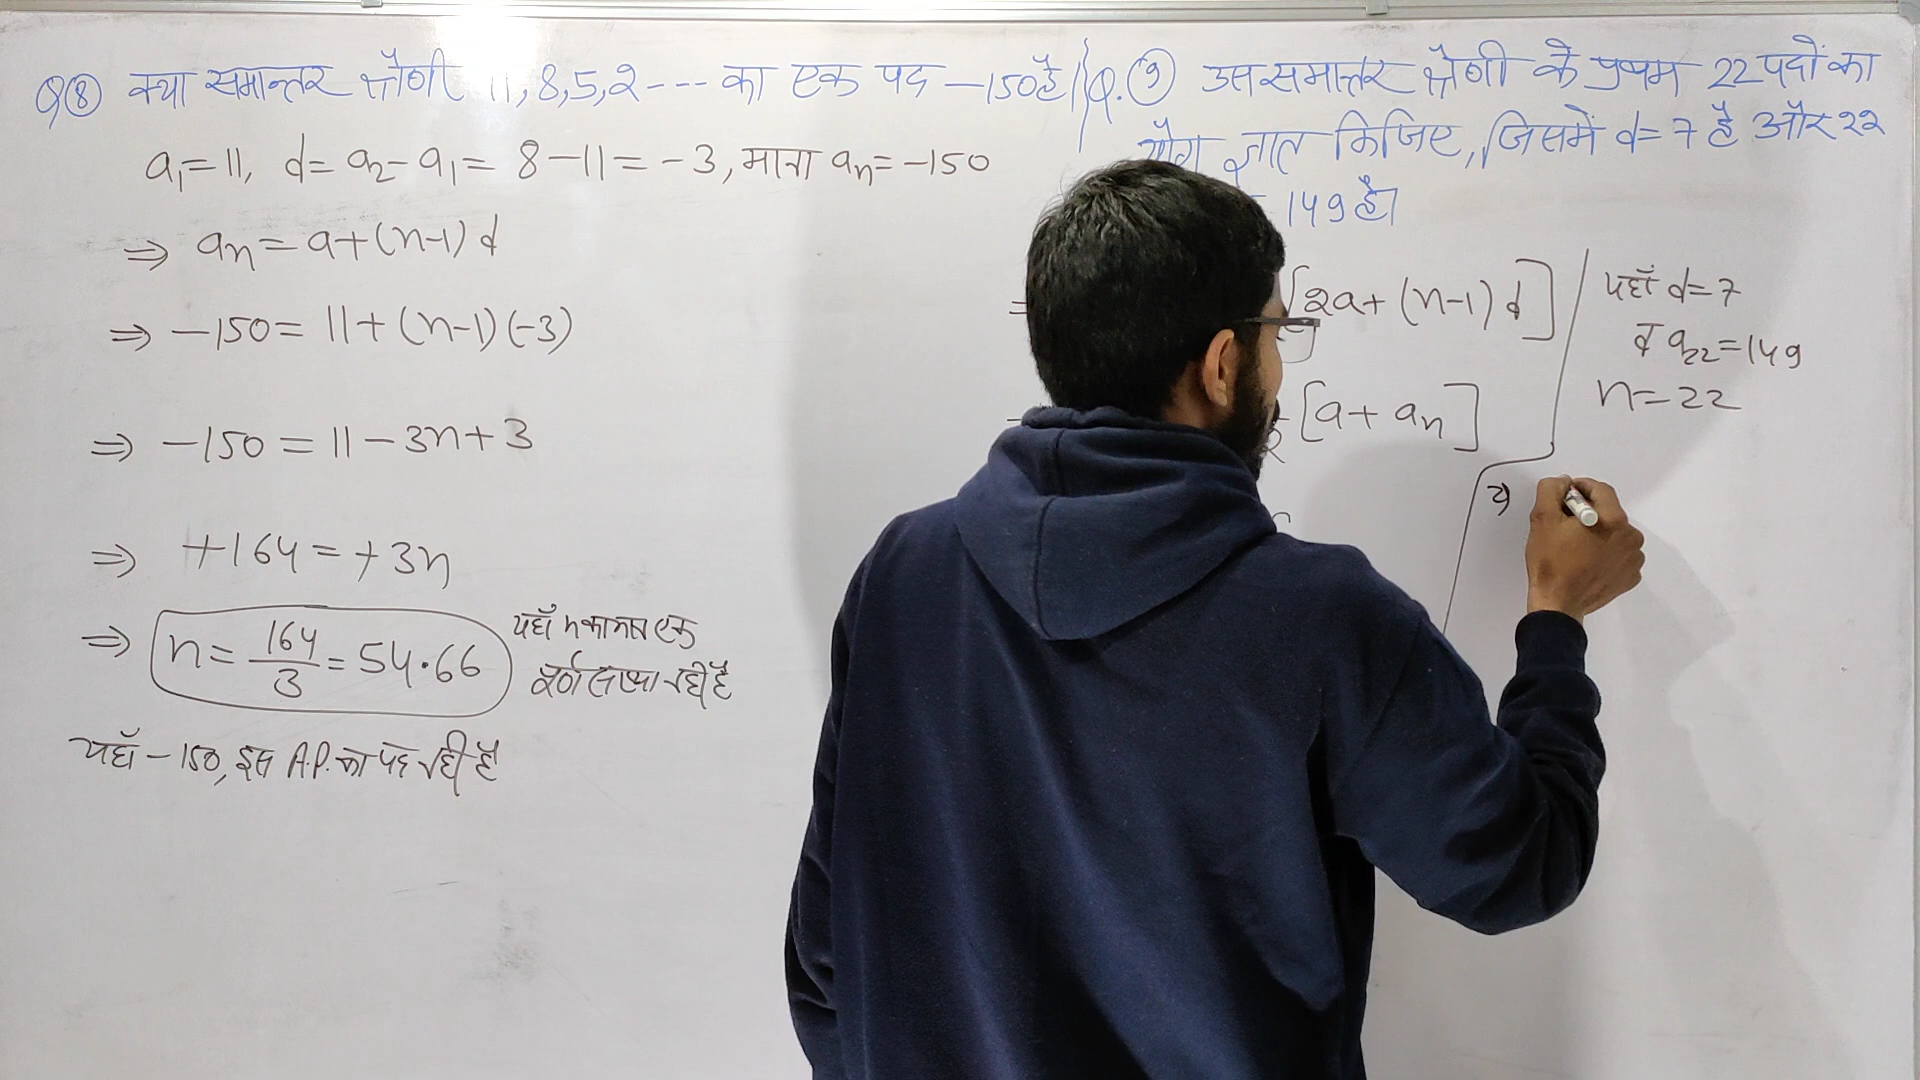 Q⑧ क्या समान्तर श्रेणी 11,8,5,2--- का एक पद -150है।
a₁=11, d=a₂-a₁= 8-11=-3, माना aₙ=-150
⇒ aₙ=a+(n-1)d
⇒ -150= 11+(n-1)(-3)
⇒ -150=11-3n+3
⇒ +164=+3n
⇒ n= 164/3 = 54.66
यहाँ n का मान एक
पूर्ण संख्या नहीं है
यहाँ -150, इस A.P. का पद नहीं है
Q.⑨ उस समान्तर श्रेणी के प्रथम 22 पदों का
योग ज्ञात किजिए, जिसमें d=7 है और 22
149 है।
[2a+(n-1)d]
[a+aₙ]
यहाँ d=7
व a₂₂=149
n=22